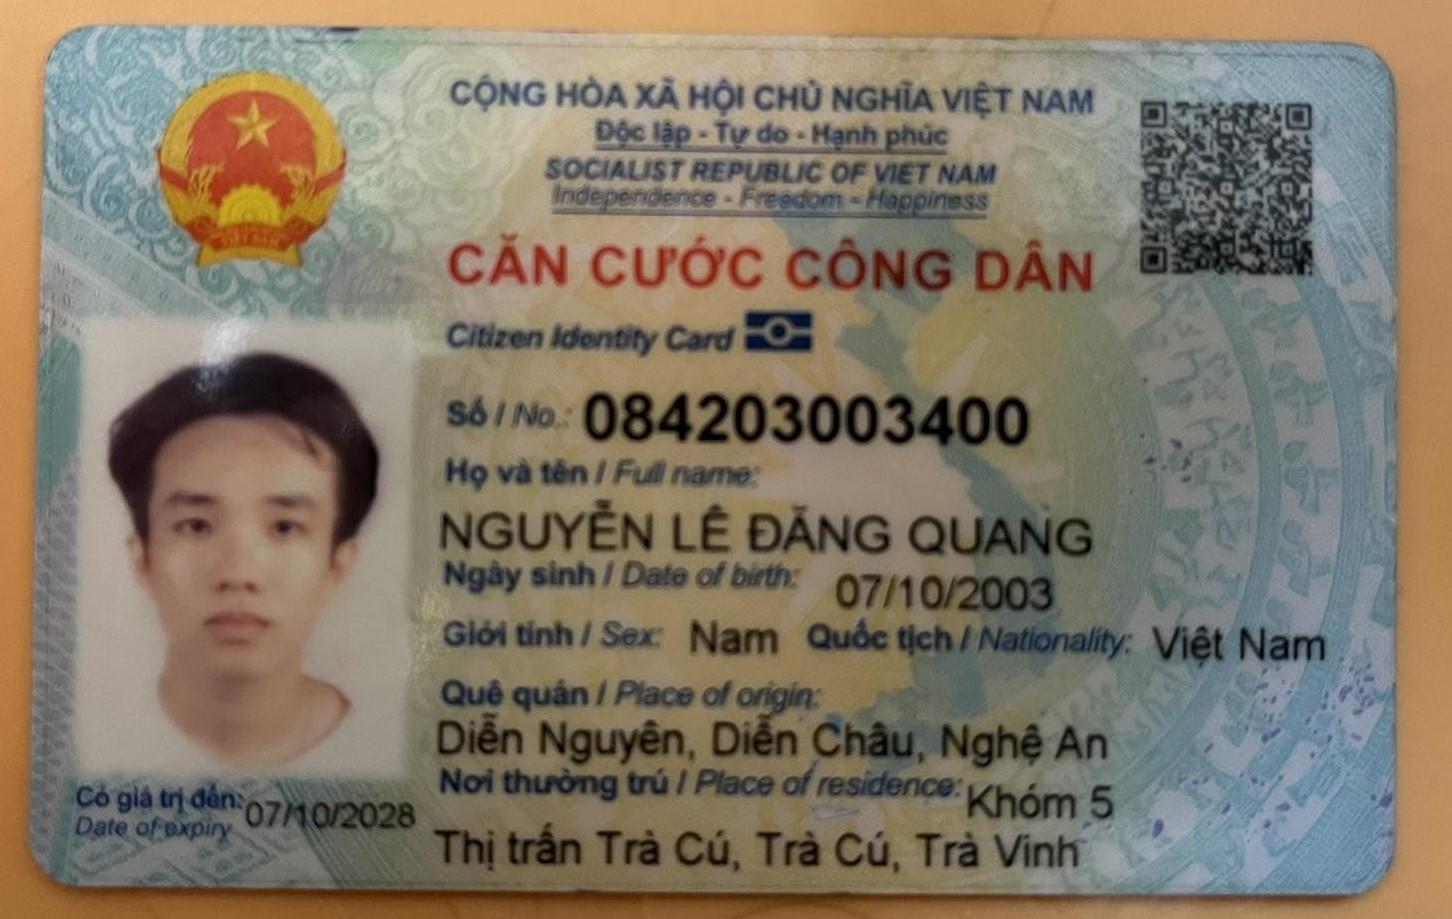 CỘNG HÒA XÃ HỘI CHỦ NGHĨA VIỆT NAM
Độc lập - Tự do - Hạnh phúc
SOCIALIST REPUBLIC OF VIET NAM
Independence - Freedom - Happiness
CĂN CƯỚC CÔNG DÂN
Citizen Identity Card
Số / No.: 084203003400
Họ và tên / Full name:
NGUYỄN LÊ ĐĂNG QUANG
Ngày sinh / Date of birth: 07/10/2003
Giới tính / Sex: Nam Quốc tịch / Nationality: Việt Nam
Quê quán / Place of origin:
Diễn Nguyên, Diễn Châu, Nghệ An
Nơi thường trú / Place of residence: Khóm 5
Thị trấn Trà Cú, Trà Cú, Trà Vinh
Có giá trị đến: 07/10/2028
Date of expiry
VIỆT NAM